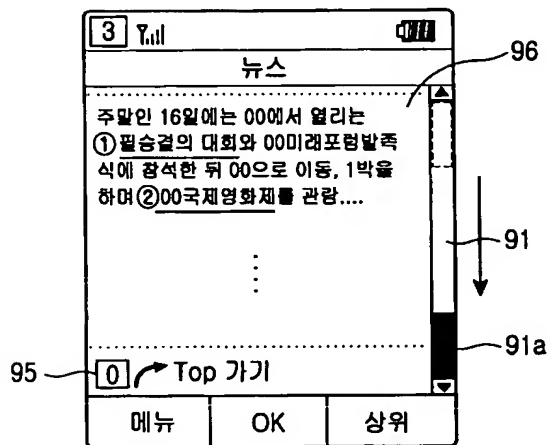 3
뉴스
96
주말인 16일에는 00에서 열리는
①필승결의 대회와 00미래포럼발족
식에 참석한 뒤 00으로 이동, 1박을
하며②00국제영화제를 관람....
91
91a
95
0 Top 가기
메뉴 OK 상위